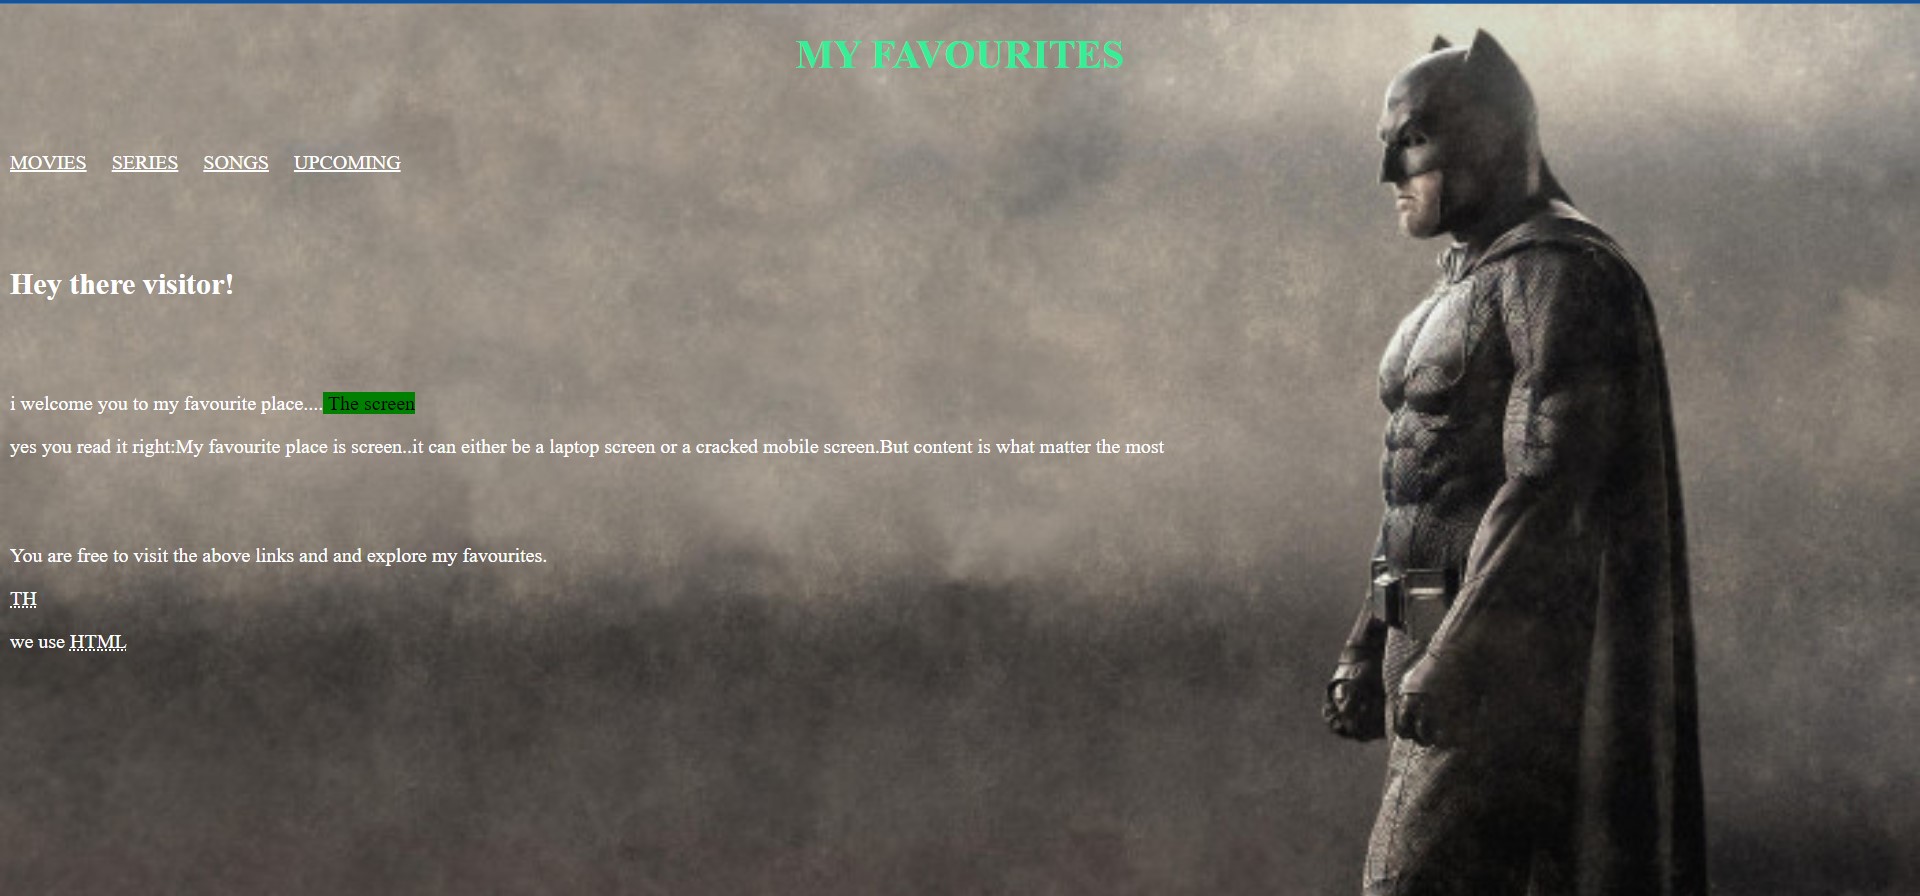 MY FAVOURITES
MOVIES SERIES SONGS UPCOMING
Hey there visitor!
i welcome you to my favourite place.... The screen
yes you read it right:My favourite place is screen..it can either be a laptop screen or a cracked mobile screen.But content is what matter the most
You are free to visit the above links and and explore my favourites.
TH
we use HTML